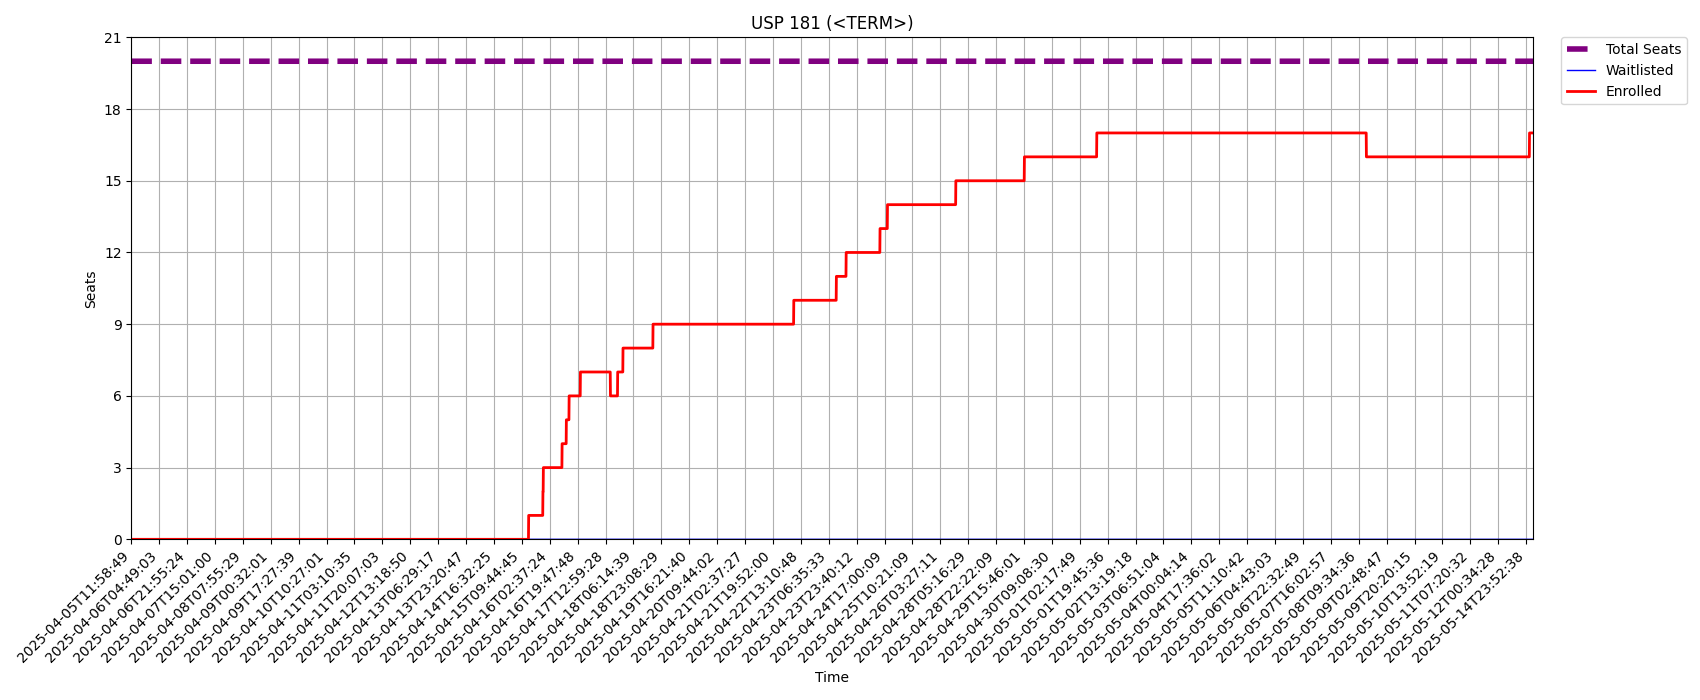 USP 181 (<TERM>)
Total Seats
Waitlisted
Enrolled
Seats
21
18
15
12
9
6
3
0
2025-04-05T11:58:49
2025-04-06T04:49:03
2025-04-06T21:55:24
2025-04-07T15:01:00
2025-04-08T07:55:29
2025-04-09T00:32:01
2025-04-09T17:27:39
2025-04-10T10:27:01
2025-04-11T03:10:35
2025-04-11T20:07:03
2025-04-12T13:18:50
2025-04-13T06:29:17
2025-04-13T23:20:47
2025-04-14T16:32:25
2025-04-15T09:44:45
2025-04-16T02:37:24
2025-04-16T19:47:48
2025-04-17T12:59:28
2025-04-18T06:14:39
2025-04-18T23:08:29
2025-04-19T16:21:40
2025-04-20T09:44:02
2025-04-21T02:37:27
2025-04-21T19:52:00
2025-04-22T13:10:48
2025-04-23T06:35:33
2025-04-23T23:40:12
2025-04-24T17:00:09
2025-04-25T10:21:09
2025-04-26T03:27:11
2025-04-28T05:16:29
2025-04-28T22:22:09
2025-04-29T15:46:01
2025-04-30T09:08:30
2025-05-01T02:17:49
2025-05-01T19:45:36
2025-05-02T13:19:18
2025-05-03T06:51:04
2025-05-04T00:04:14
2025-05-04T17:36:02
2025-05-05T11:10:42
2025-05-06T04:43:03
2025-05-06T22:32:49
2025-05-07T16:02:57
2025-05-08T09:34:36
2025-05-09T02:48:47
2025-05-09T20:20:15
2025-05-10T13:52:19
2025-05-11T07:20:32
2025-05-12T00:34:28
2025-05-14T23:52:38
Time